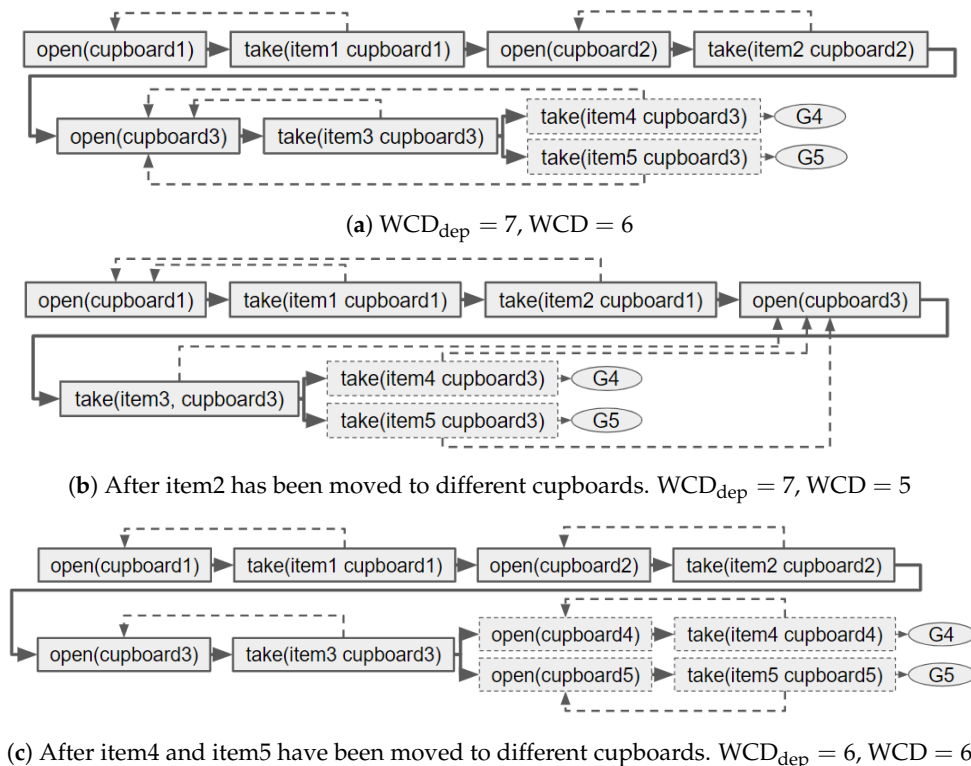 open(cupboard1) take(item1 cupboard1) open(cupboard2) take(item2 cupboard2)
open(cupboard3) take(item3 cupboard3) take(item4 cupboard3) G4
take(item5 cupboard3) G5
(a) WCD_dep = 7, WCD = 6
open(cupboard1) take(item1 cupboard1) take(item2 cupboard1) open(cupboard3)
take(item3, cupboard3) take(item4 cupboard3) G4
take(item5 cupboard3) G5
(b) After item2 has been moved to different cupboards. WCD_dep = 7, WCD = 5
open(cupboard1) take(item1 cupboard1) open(cupboard2) take(item2 cupboard2)
open(cupboard3) take(item3 cupboard3) open(cupboard4) take(item4 cupboard4) G4
open(cupboard5) take(item5 cupboard5) G5
(c) After item4 and item5 have been moved to different cupboards. WCD_dep = 6, WCD = 6